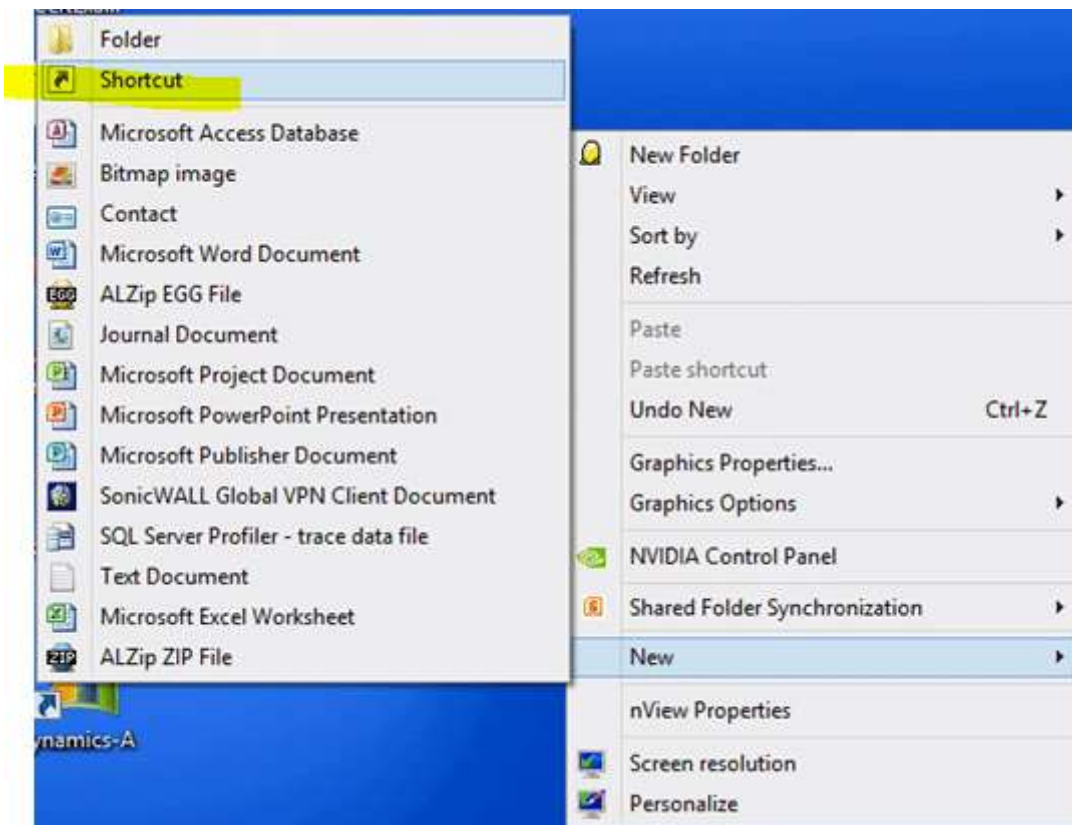 Folder
Shortcut
Microsoft Access Database
Bitmap image
Contact
Microsoft Word Document
EGG ALZip EGG File
Journal Document
Microsoft Project Document
Microsoft PowerPoint Presentation
Microsoft Publisher Document
SonicWALL Global VPN Client Document
SQL Server Profiler - trace data file
Text Document
Microsoft Excel Worksheet
ZIP ALZip ZIP File
ynamics-A
New Folder
View
Sort by
Refresh
Paste
Paste shortcut
Undo New Ctrl+Z
Graphics Properties...
Graphics Options
NVIDIA Control Panel
Shared Folder Synchronization
New
nView Properties
Screen resolution
Personalize